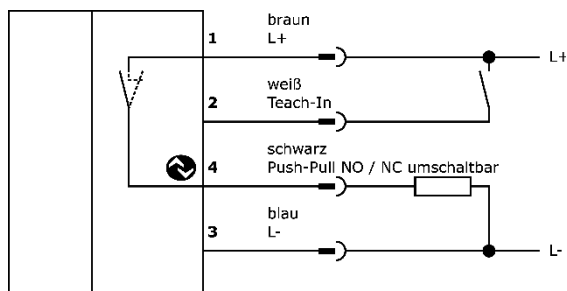 braun
1 L+
L+
weiß
2 Teach-In
schwarz
4 Push-Pull NO / NC umschaltbar
blau
3 L-
L-